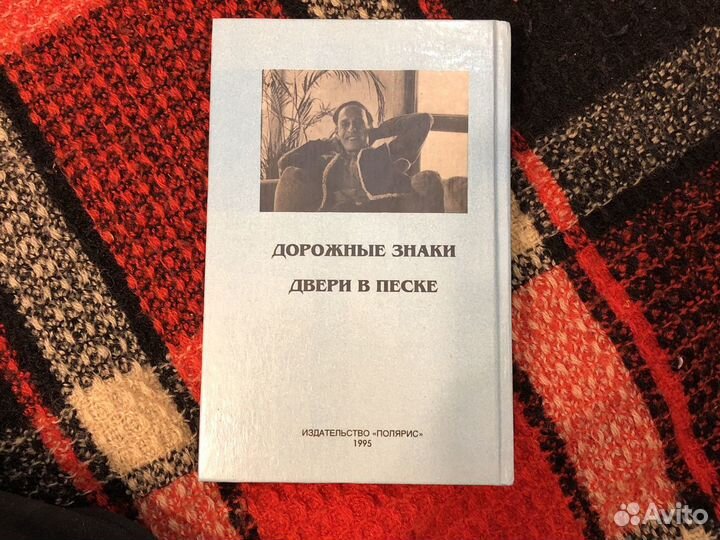 ДОРОЖНЫЕ ЗНАКИ
ДВЕРИ В ПЕСКЕ
ИЗДАТЕЛЬСТВО «ПОЛЯРИС»
1995
Avito